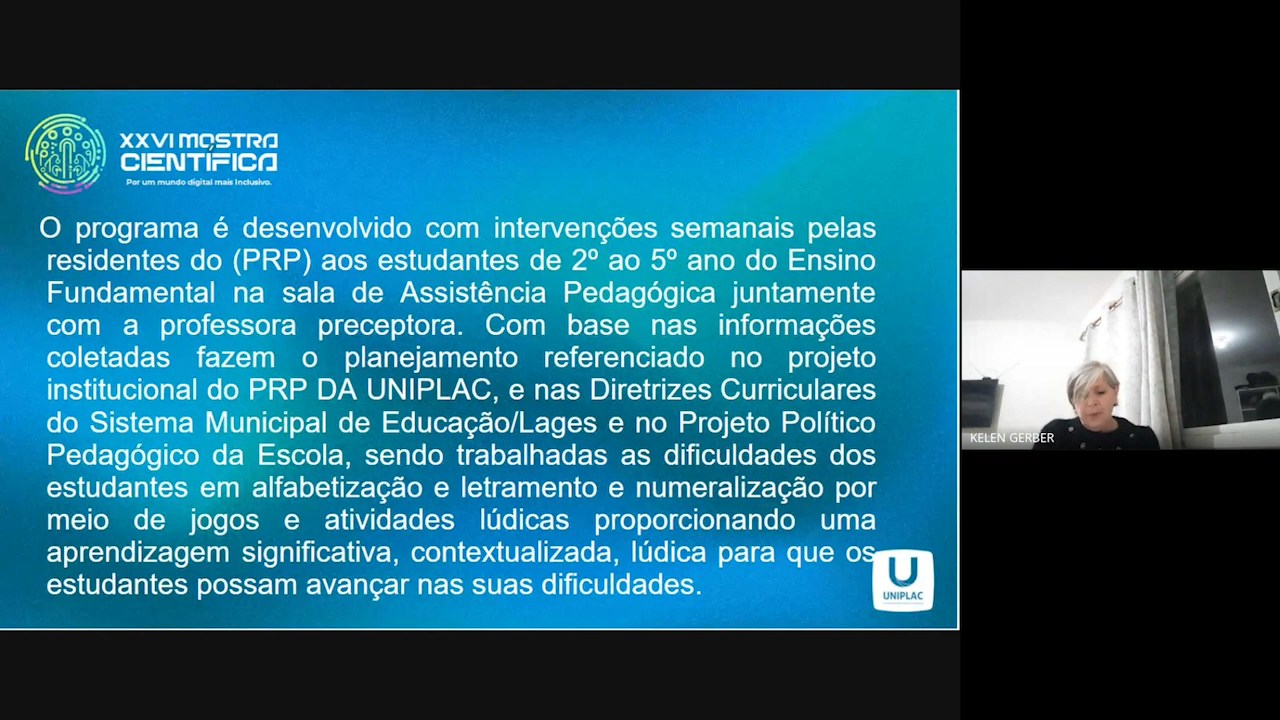 XXVI MOSTRA
CIENTÍFICA
Por um mundo digital mais Inclusivo.
O programa é desenvolvido com intervenções semanais pelas
residentes do (PRP) aos estudantes de 2º ao 5º ano do Ensino
Fundamental na sala de Assistência Pedagógica juntamente
com a professora preceptora. Com base nas informações
coletadas fazem o planejamento referenciado no projeto
institucional do PRP DA UNIPLAC, e nas Diretrizes Curriculares
do Sistema Municipal de Educação/Lages e no Projeto Político
Pedagógico da Escola, sendo trabalhadas as dificuldades dos
estudantes em alfabetização e letramento e numeralização por
meio de jogos e atividades lúdicas proporcionando uma
aprendizagem significativa, contextualizada, lúdica para que os
estudantes possam avançar nas suas dificuldades.
UNIPLAC
KELEN GERBER